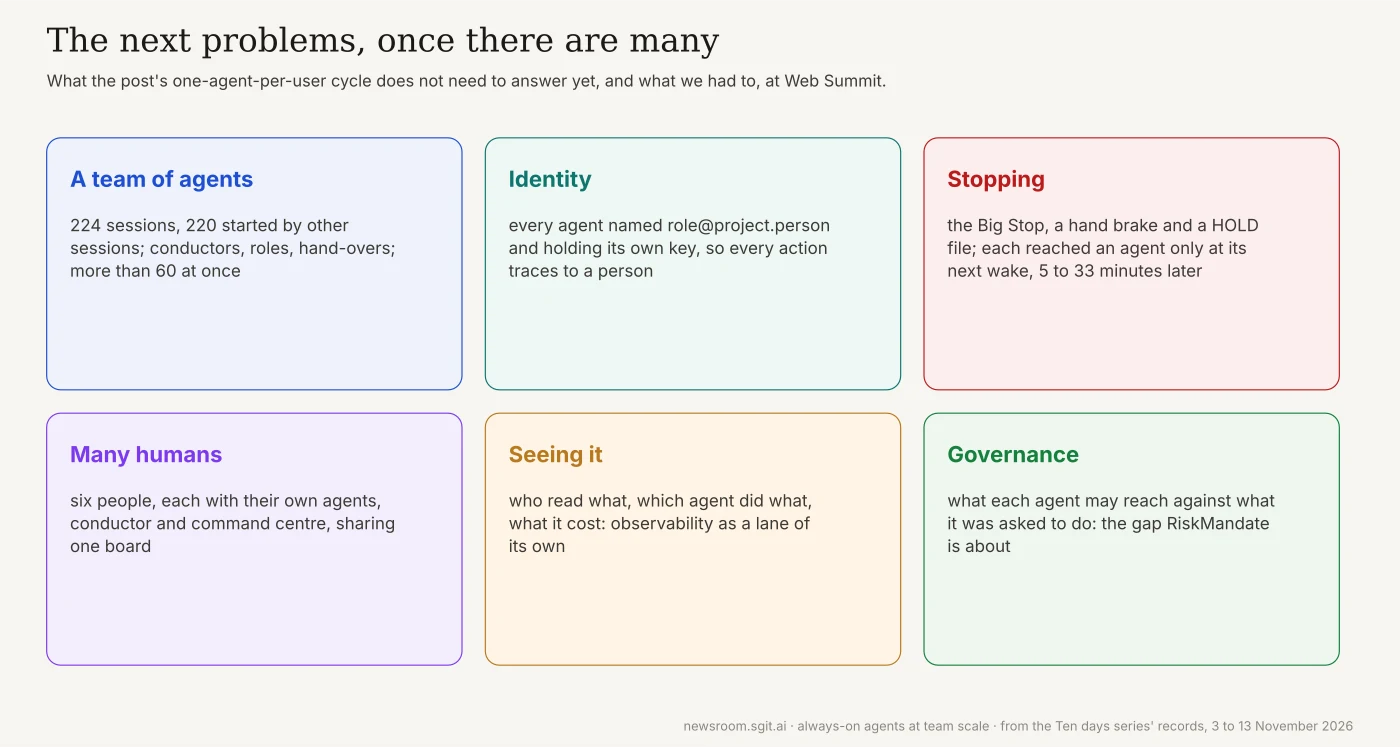 The next problems, once there are many
What the post's one-agent-per-user cycle does not need to answer yet, and what we had to, at Web Summit.
A team of agents
224 sessions, 220 started by other
sessions; conductors, roles, hand-overs;
more than 60 at once
Identity
every agent named role@project.person
and holding its own key, so every action
traces to a person
Stopping
the Big Stop, a hand brake and a HOLD
file; each reached an agent only at its
next wake, 5 to 33 minutes later
Many humans
six people, each with their own agents,
conductor and command centre, sharing
one board
Seeing it
who read what, which agent did what,
what it cost: observability as a lane of
its own
Governance
what each agent may reach against what
it was asked to do: the gap RiskMandate
is about
newsroom.sgit.ai · always-on agents at team scale · from the Ten days series' records, 3 to 13 November 2026